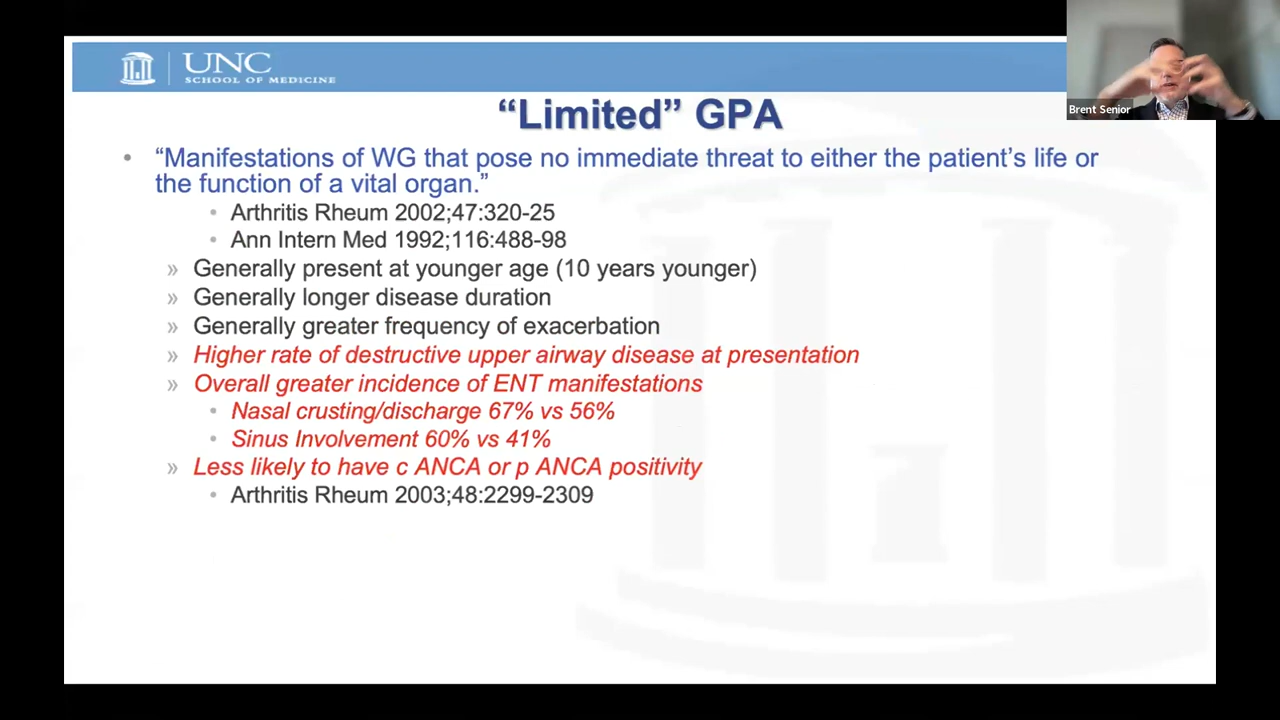 UNC
SCHOOL OF MEDICINE
Brent Senior
“Limited” GPA
• “Manifestations of WG that pose no immediate threat to either the patient’s life or
the function of a vital organ.”
• Arthritis Rheum 2002;47:320-25
• Ann Intern Med 1992;116:488-98
» Generally present at younger age (10 years younger)
» Generally longer disease duration
» Generally greater frequency of exacerbation
» Higher rate of destructive upper airway disease at presentation
» Overall greater incidence of ENT manifestations
• Nasal crusting/discharge 67% vs 56%
• Sinus Involvement 60% vs 41%
» Less likely to have c ANCA or p ANCA positivity
• Arthritis Rheum 2003;48:2299-2309